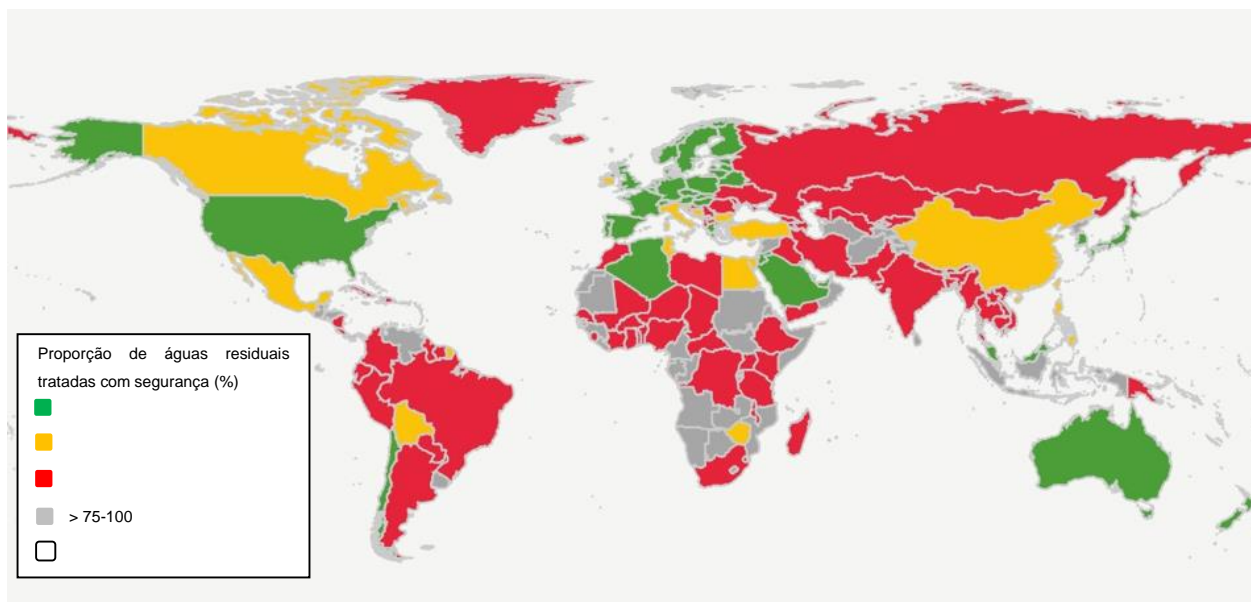 Proporção de águas residuais
tratadas com segurança (%)
> 75-100